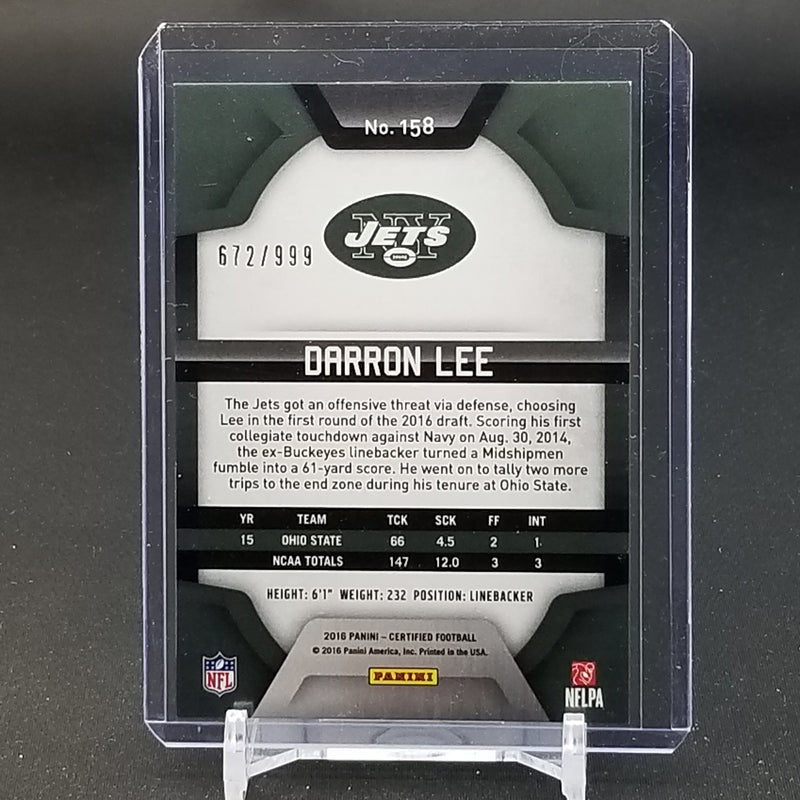 No. 158
NY
JETS
672/999
DARRON LEE
The Jets got an offensive threat via defense, choosing
Lee in the first round of the 2016 draft. Scoring his first
collegiate touchdown against Navy on Aug. 30, 2014,
the ex-Buckeyes linebacker turned a Midshipmen
fumble into a 61-yard score. He went on to tally two more
trips to the end zone during his tenure at Ohio State.
YR TEAM TCK SCK FF INT
15 OHIO STATE 66 4.5 2 1
NCAA TOTALS 147 12.0 3 3
HEIGHT: 6'1" WEIGHT: 232 POSITION: LINEBACKER
2016 PANINI – CERTIFIED FOOTBALL
© 2016 Panini America, Inc. Printed in the USA.
NFL
PANINI
NFLPA